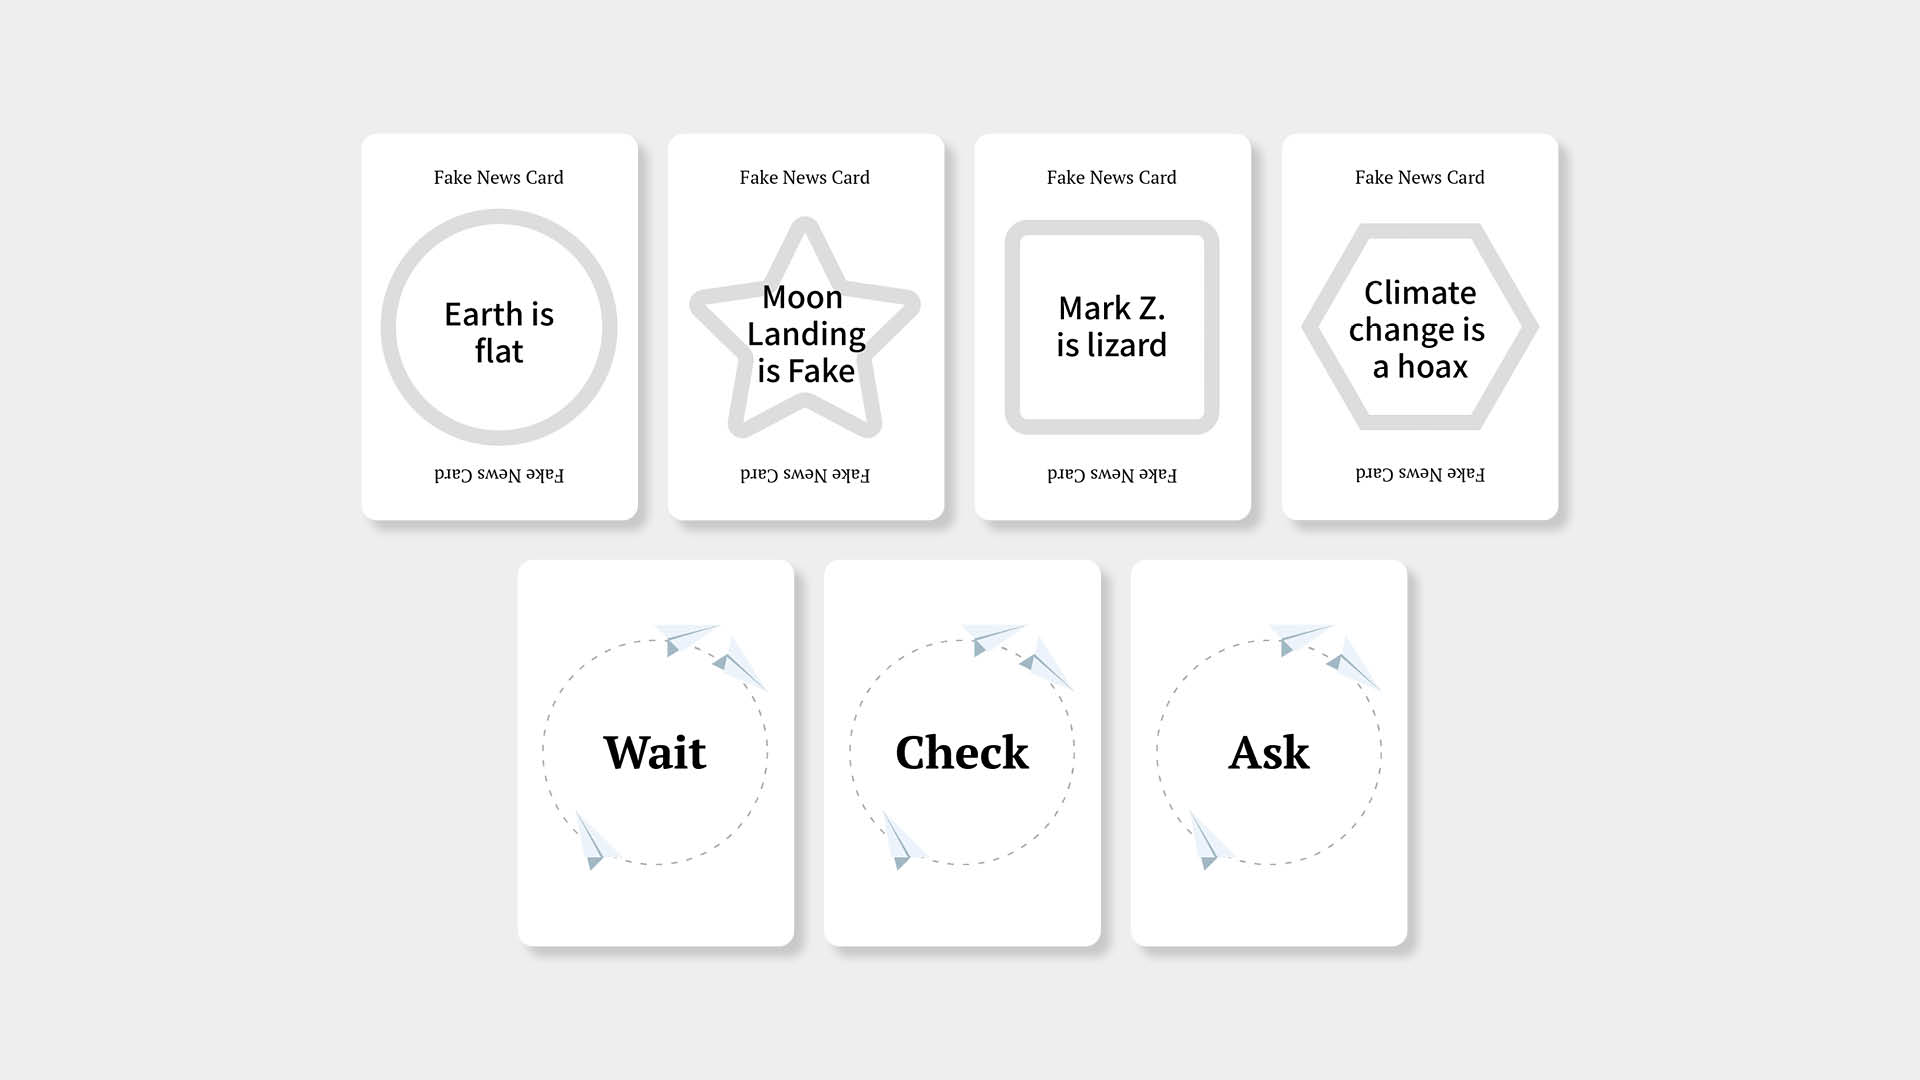 Fake News Card
Earth is
flat
Fake News Card
Fake News Card
Moon
Landing
is Fake
Fake News Card
Fake News Card
Mark Z.
is lizard
Fake News Card
Fake News Card
Climate
change is
a hoax
Fake News Card
Wait
Check
Ask